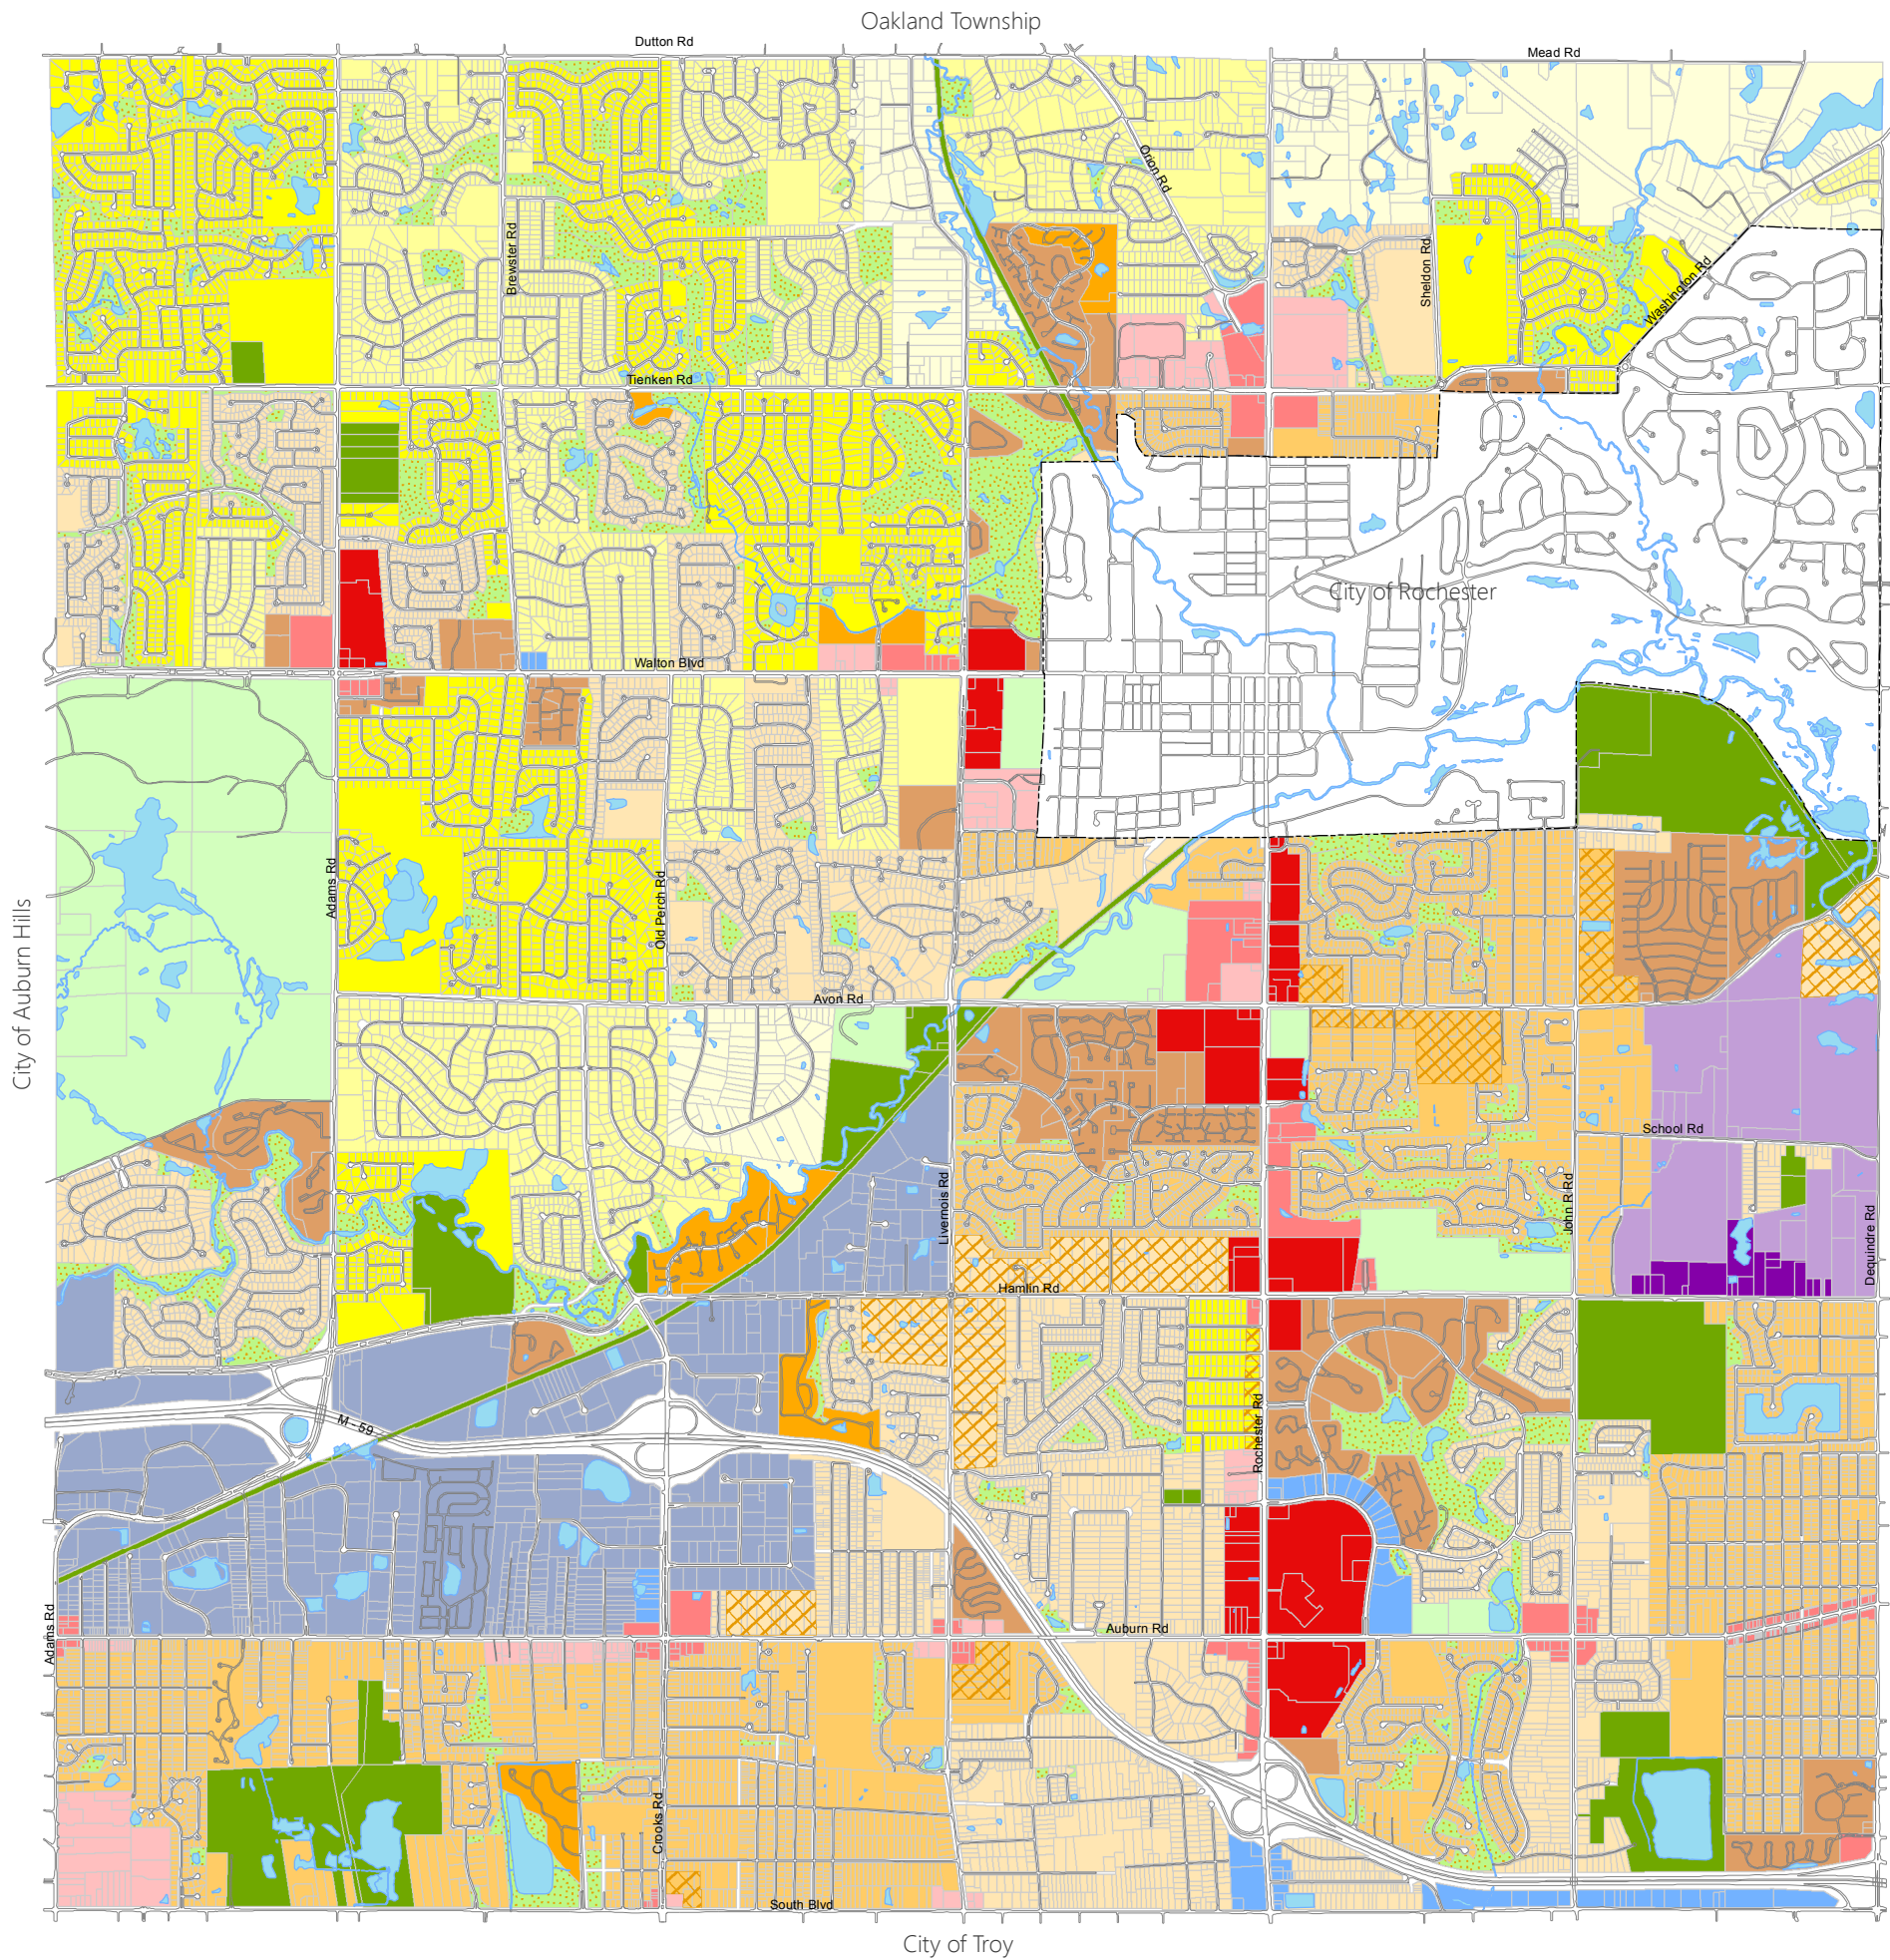 Oakland Township
Dutton Rd
Mead Rd
Orion Rd
Brewster Rd
Sheldon Rd
Washington Rd
Tienken Rd
City of Rochester
Walton Blvd
Adams Rd
Old Perch Rd
City of Auburn Hills
Avon Rd
School Rd
Livernois Rd
John R Rd
Dequindre Rd
Hamlin Rd
M - 59
Rochester Rd
Adams Rd
Auburn Rd
Crooks Rd
South Blvd
City of Troy